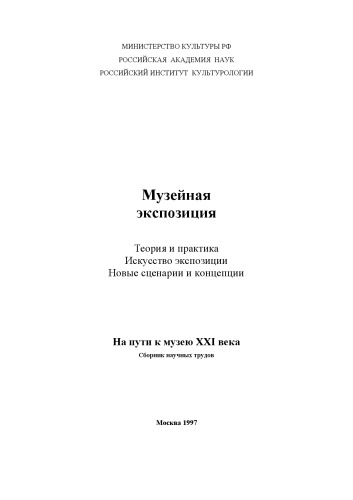 МИНИСТЕРСТВО КУЛЬТУРЫ РФ
РОССИЙСКАЯ АКАДЕМИЯ НАУК
РОССИЙСКИЙ ИНСТИТУТ КУЛЬТУРОЛОГИИ
Музейная
экспозиция
Теория и практика
Искусство экспозиции
Новые сценарии и концепции
На пути к музею XXI века
Сборник научных трудов
Москва 1997